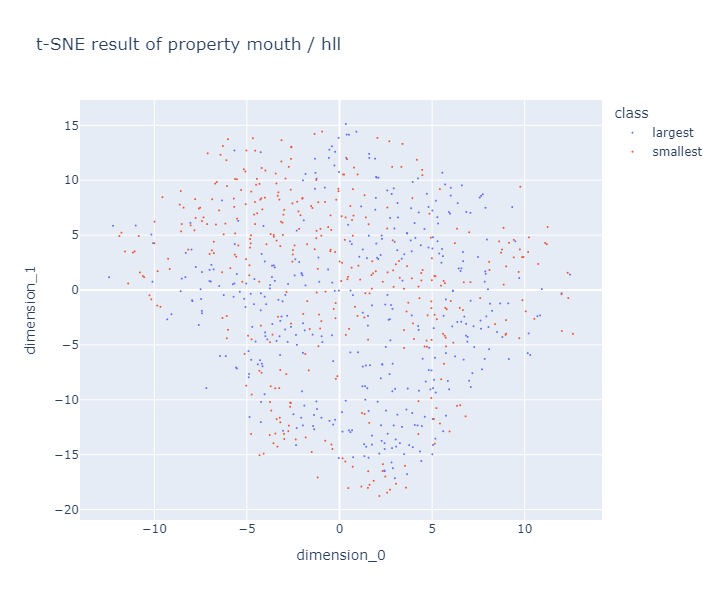 t-SNE result of property mouth / hll
class
largest
smallest
15
10
5
0
−5
−10
−15
−20
−10
−5
0
5
10
dimension_1
dimension_0